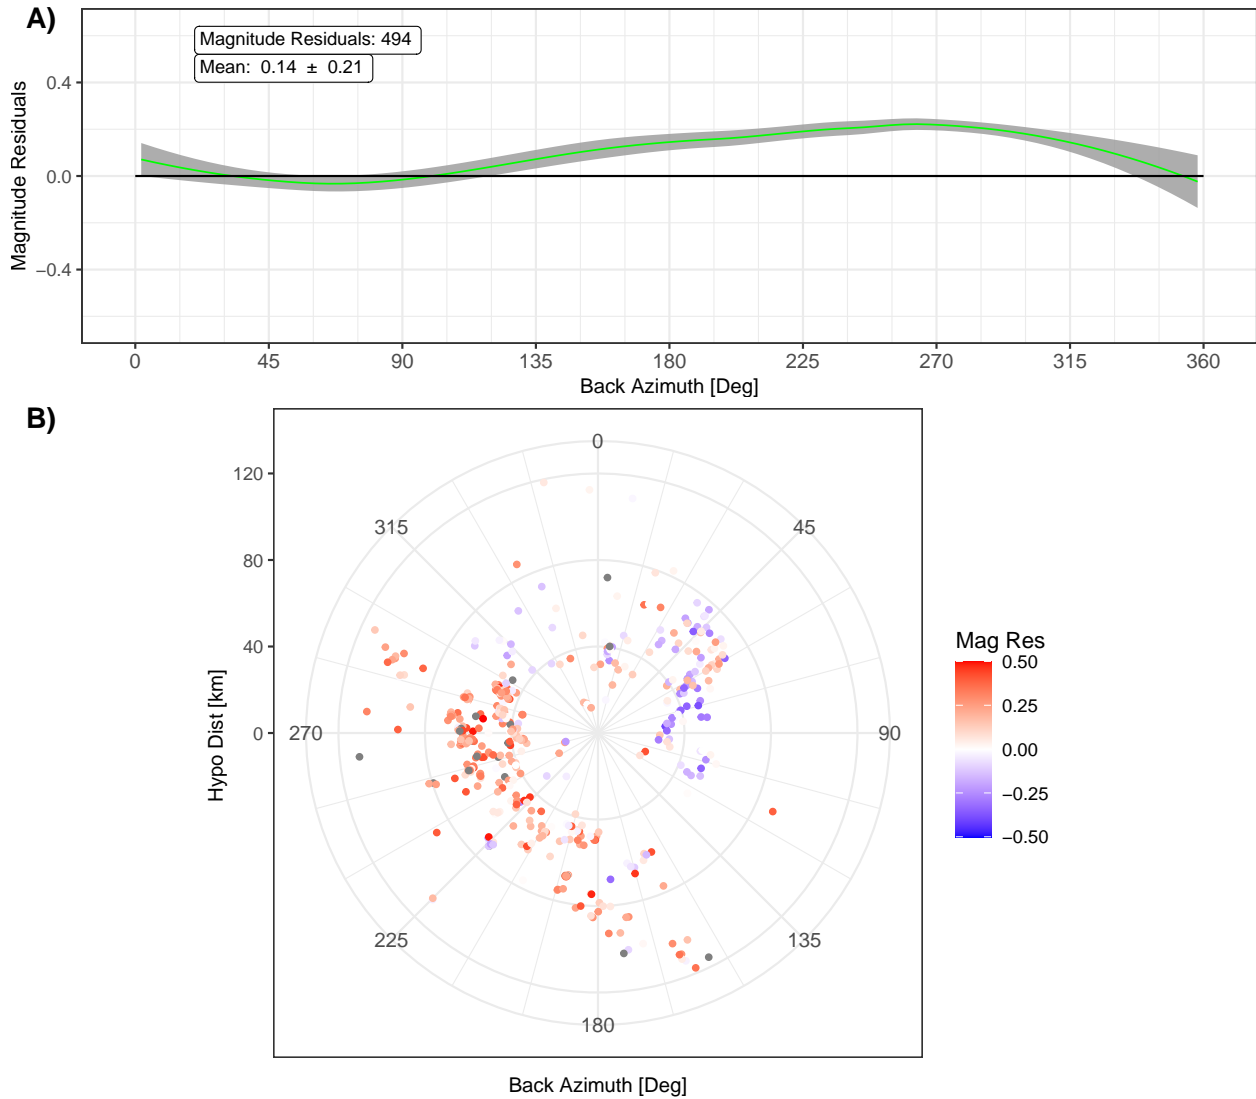 A)
Magnitude Residuals: 494
Mean: 0.14 ± 0.21
Magnitude Residuals
0.4
0.0
−0.4
0 45 90 135 180 225 270 315 360
Back Azimuth [Deg]
B)
0
120
315 45
80
40
0 270 90
Hypo Dist [km]
225 135
180
Back Azimuth [Deg]
Mag Res
0.50
0.25
0.00
−0.25
−0.50